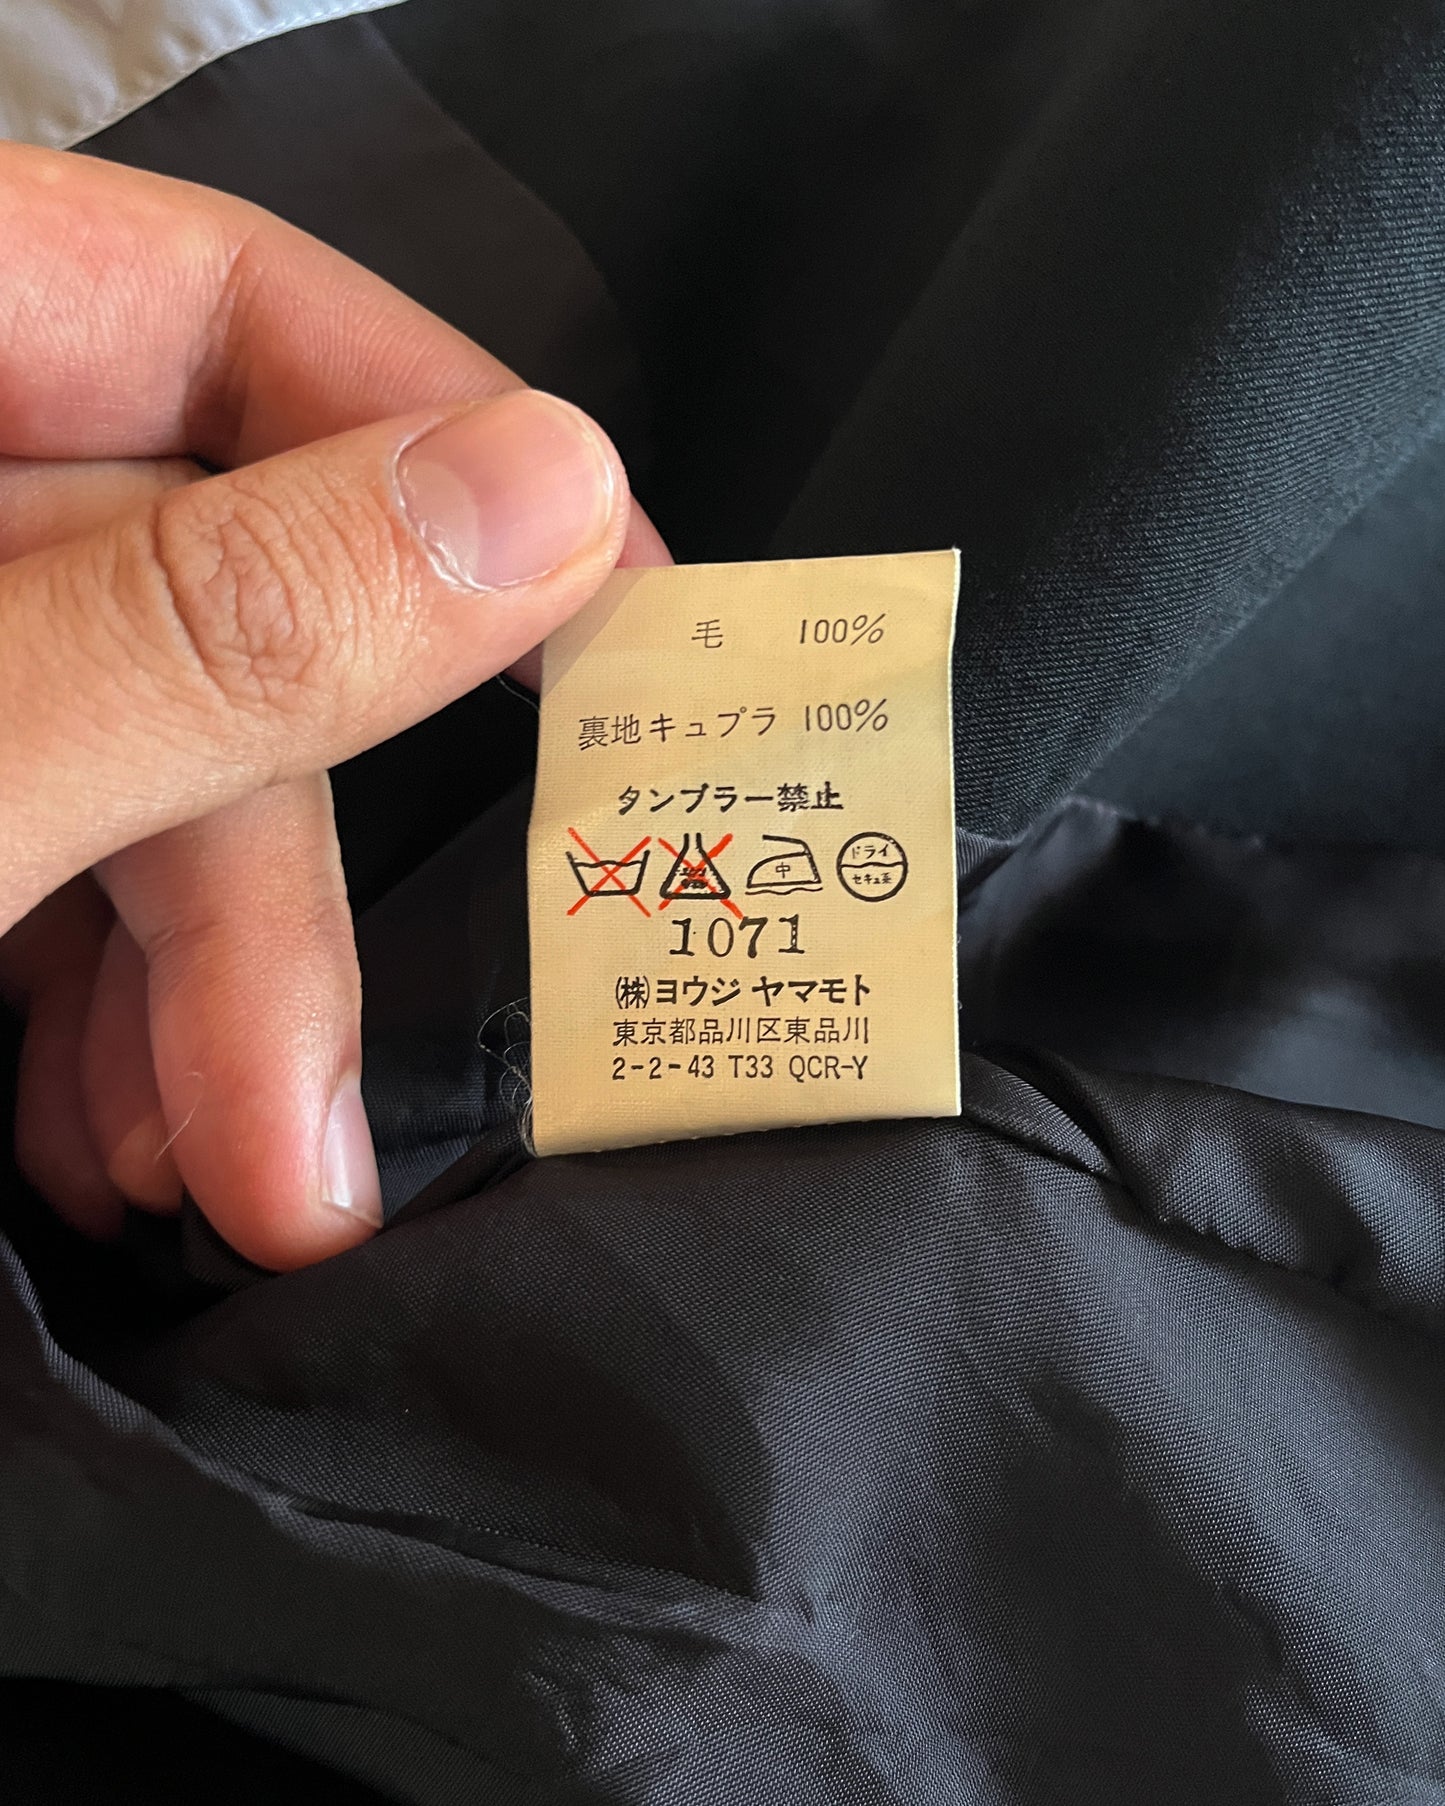 毛 100%
裏地キュプラ 100%
タンブラー禁止
中 ドライ
セキュ系
1071
㈱ヨウジ ヤマモト
東京都品川区東品川
2-2-43 T33 QCR-Y